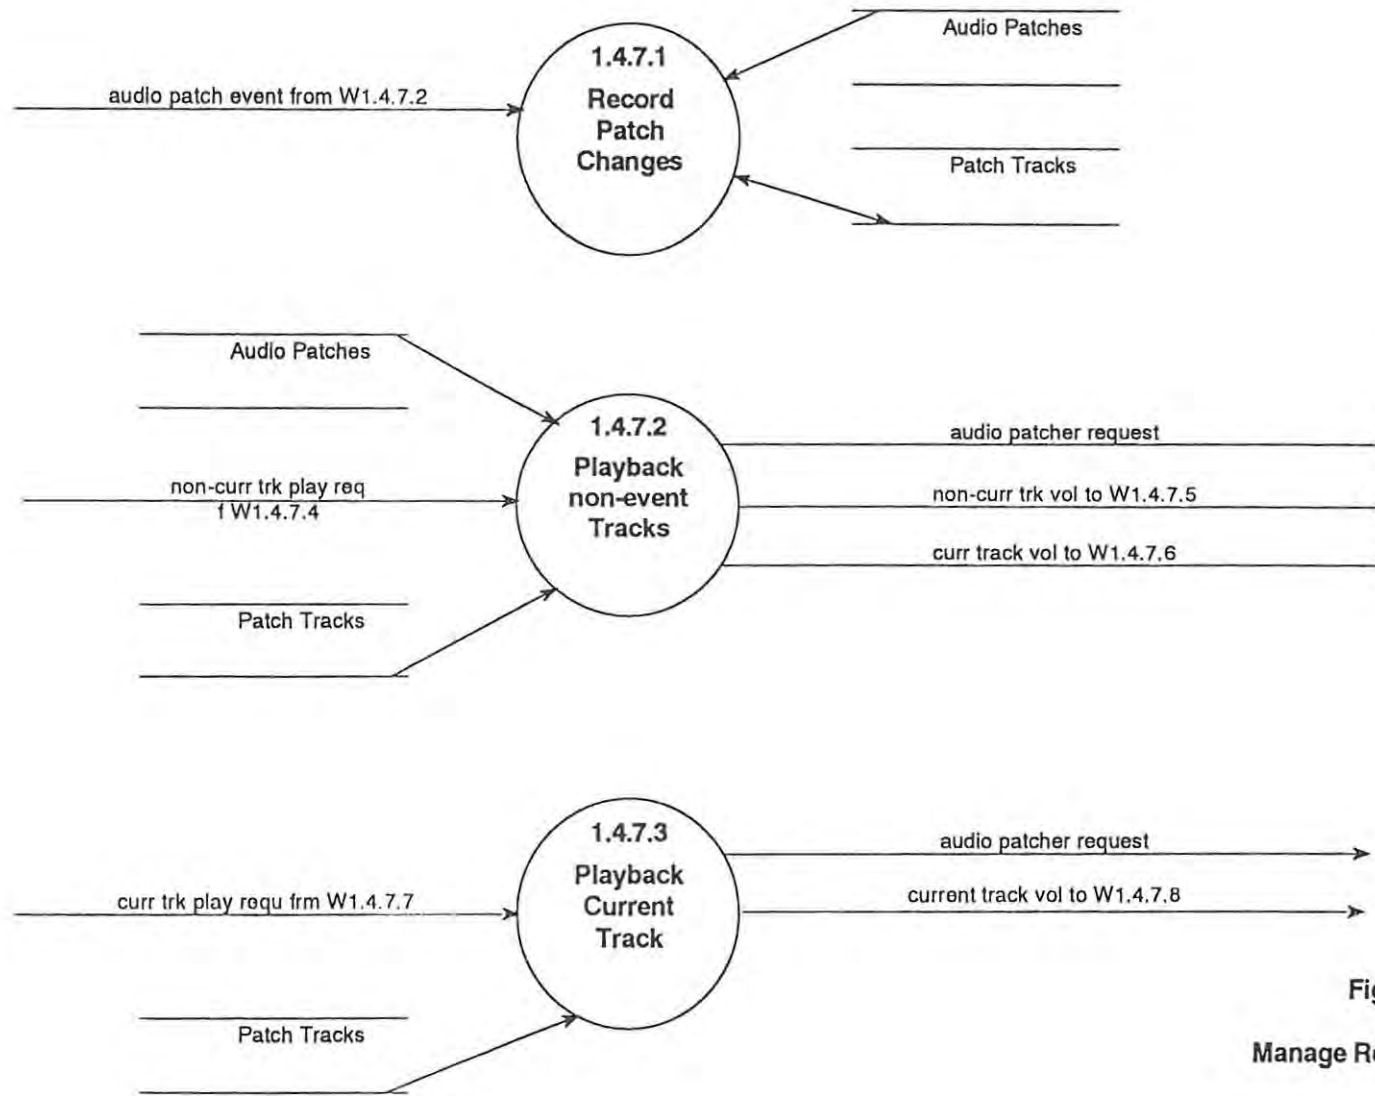 1.4.7.1
Record
Patch
Changes
audio patch event from W1.4.7.2
Audio Patches
Patch Tracks
Audio Patches
non-curr trk play req
f W1.4.7.4
Patch Tracks
1.4.7.2
Playback
non-event
Tracks
audio patcher request
non-curr trk vol to W1.4.7.5
curr track vol to W1.4.7.6
curr trk play requ frm W1.4.7.7
Patch Tracks
1.4.7.3
Playback
Current
Track
audio patcher request
current track vol to W1.4.7.8
Manage